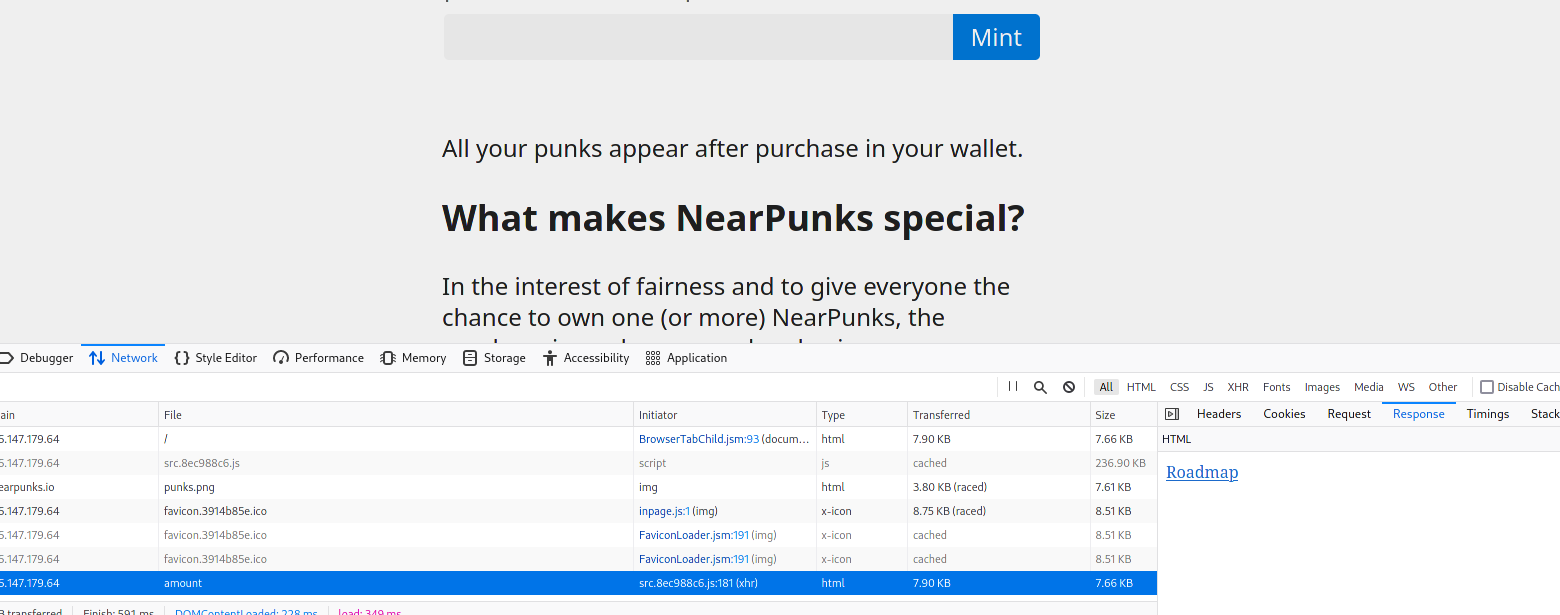 Mint
All your punks appear after purchase in your wallet.
What makes NearPunks special?
In the interest of fairness and to give everyone the
chance to own one (or more) NearPunks, the
Debugger Network Style Editor Performance Memory Storage Accessibility Application
All HTML CSS JS XHR Fonts Images Media WS Other Disable Cach
ain File Initiator Type Transferred Size Headers Cookies Request Response Timings Stack
5.147.179.64 / BrowserTabChild.jsm:93 (docum... html 7.90 KB 7.66 KB HTML
5.147.179.64 src.8ec988c6.js script js cached 236.90 KB Roadmap
earpunks.io punks.png img html 3.80 KB (raced) 7.61 KB
5.147.179.64 favicon.3914b85e.ico inpage.js:1 (img) x-icon 8.75 KB (raced) 8.51 KB
5.147.179.64 favicon.3914b85e.ico FaviconLoader.jsm:191 (img) x-icon cached 8.51 KB
5.147.179.64 favicon.3914b85e.ico FaviconLoader.jsm:191 (img) x-icon cached 8.51 KB
5.147.179.64 amount src.8ec988c6.js:181 (xhr) html 7.90 KB 7.66 KB
transferred Finish: 591 ms DOMContentLoaded: 228 ms load: 349 ms